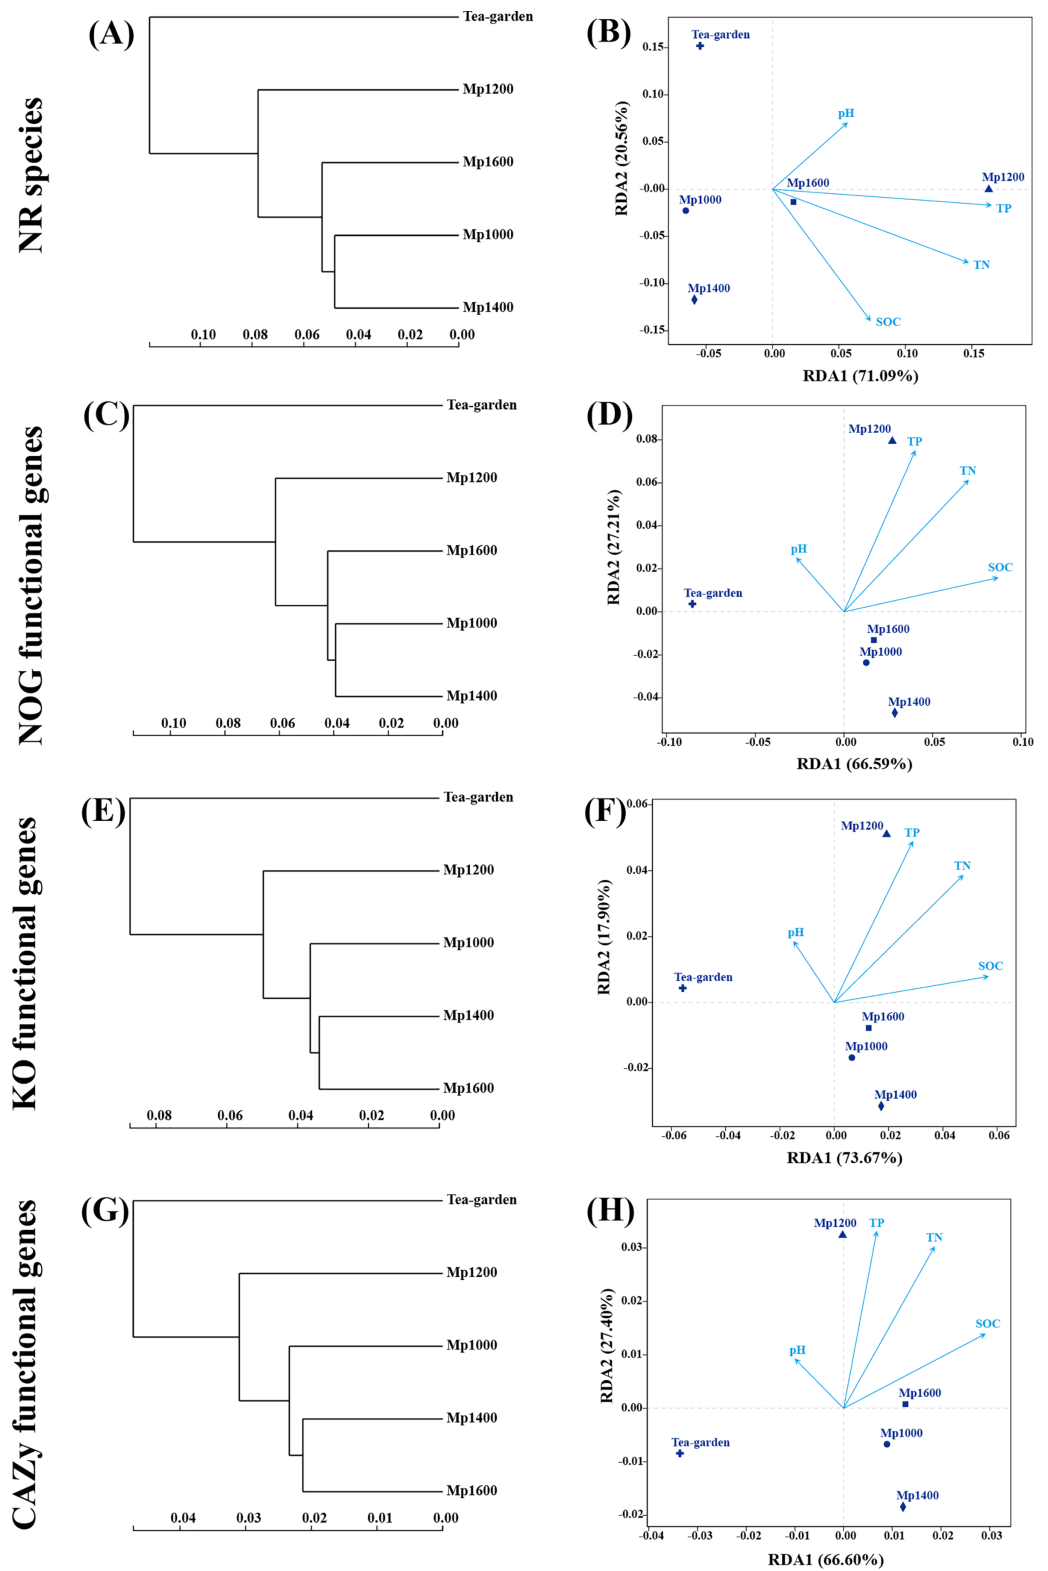 NR species
(A)
Tea-garden
Mp1200
Mp1600
Mp1000
Mp1400
0.10 0.08 0.06 0.04 0.02 0.00
(B)
RDA2 (20.56%)
0.15
0.10
0.05
-0.00
-0.05
-0.10
-0.15
Tea-garden
pH
Mp1600
Mp1200
TP
Mp1000
TN
Mp1400
SOC
-0.05 0.00 0.05 0.10 0.15
RDA1 (71.09%)
NOG functional genes
(C)
Tea-garden
Mp1200
Mp1600
Mp1000
Mp1400
0.10 0.08 0.06 0.04 0.02 0.00
(D)
RDA2 (27.21%)
0.08
0.06
0.04
0.02
0.00
-0.02
-0.04
Mp1200
TP
TN
pH
SOC
Tea-garden
Mp1600
Mp1000
Mp1400
-0.10 -0.05 0.00 0.05 0.10
RDA1 (66.59%)
KO functional genes
(E)
Tea-garden
Mp1200
Mp1000
Mp1400
Mp1600
0.08 0.06 0.04 0.02 0.00
(F)
RDA2 (17.90%)
0.06
0.04
0.02
0.00
-0.02
Mp1200
TP
TN
pH
SOC
Tea-garden
Mp1600
Mp1000
Mp1400
-0.06 -0.04 -0.02 0.00 0.02 0.04 0.06
RDA1 (73.67%)
CAZy functional genes
(G)
Tea-garden
Mp1200
Mp1000
Mp1400
Mp1600
0.04 0.03 0.02 0.01 0.00
(H)
RDA2 (27.40%)
0.03
0.02
0.01
0.00
-0.01
-0.02
Mp1200
TP
TN
SOC
pH
Mp1600
Mp1000
Tea-garden
Mp1400
-0.04 -0.03 -0.02 -0.01 0.00 0.01 0.02 0.03
RDA1 (66.60%)